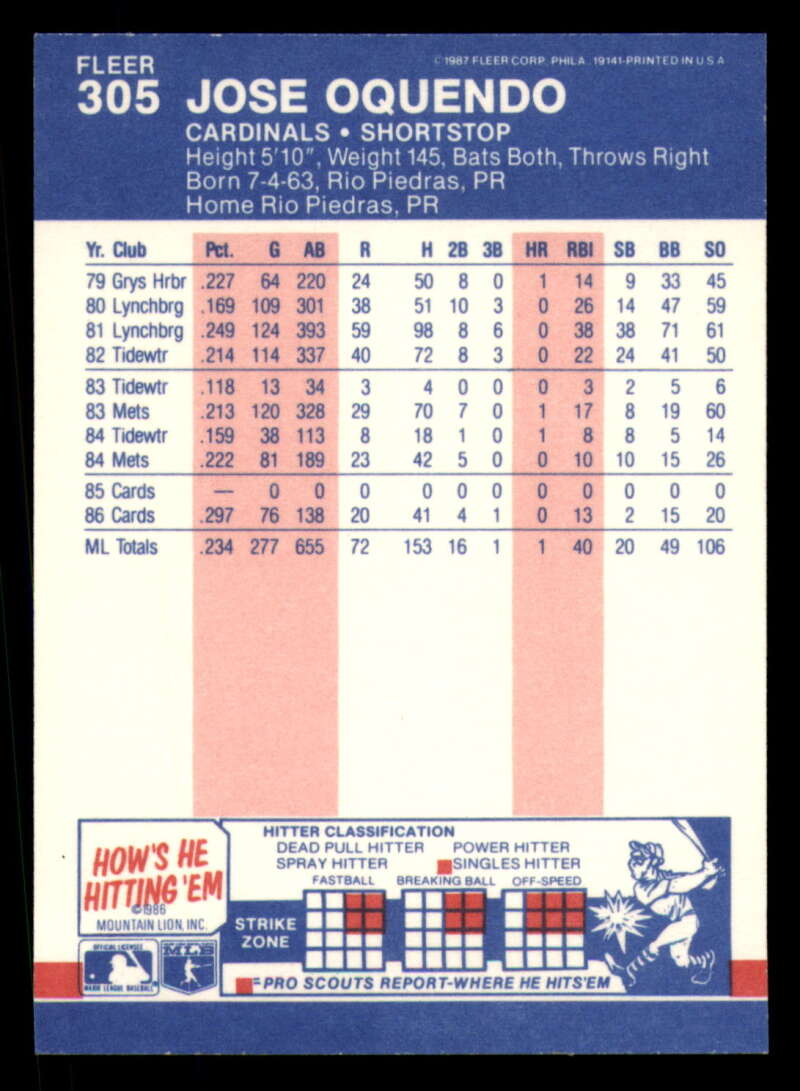 FLEER
©1987 FLEER CORP., PHILA., 19141-PRINTED IN U S A
305 JOSE OQUENDO
CARDINALS • SHORTSTOP
Height 5'10", Weight 145, Bats Both, Throws Right
Born 7-4-63, Rio Piedras, PR
Home Rio Piedras, PR
Yr. Club Pct. G AB R H 2B 3B HR RBI SB BB SO
79 Grys Hrbr .227 64 220 24 50 8 0 1 14 9 33 45
80 Lynchbrg .169 109 301 38 51 10 3 0 26 14 47 59
81 Lynchbrg .249 124 393 59 98 8 6 0 38 38 71 61
82 Tidewtr .214 114 337 40 72 8 3 0 22 24 41 50
83 Tidewtr .118 13 34 3 4 0 0 0 3 2 5 6
83 Mets .213 120 328 29 70 7 0 1 17 8 19 60
84 Tidewtr .159 38 113 8 18 1 0 1 8 8 5 14
84 Mets .222 81 189 23 42 5 0 0 10 10 15 26
85 Cards — 0 0 0 0 0 0 0 0 0 0 0
86 Cards .297 76 138 20 41 4 1 0 13 2 15 20
ML Totals .234 277 655 72 153 16 1 1 40 20 49 106
HOW'S HE
HITTING 'EM
©1986
MOUNTAIN LION, INC.
OFFICIAL LICENSEE
MAJOR LEAGUE BASEBALL
HITTER CLASSIFICATION
DEAD PULL HITTER POWER HITTER
SPRAY HITTER SINGLES HITTER
FASTBALL BREAKING BALL OFF-SPEED
STRIKE
ZONE
=PRO SCOUTS REPORT-WHERE HE HITS'EM